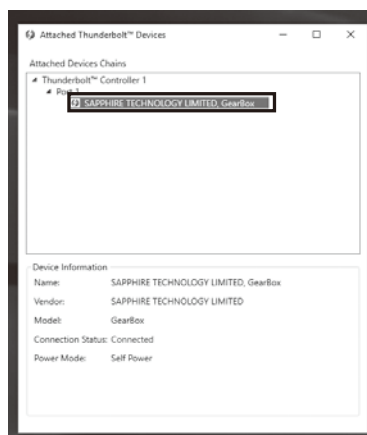 Attached Thunderbolt™ Devices
Attached Devices Chains
Thunderbolt™ Controller 1
Port 1
SAPPHIRE TECHNOLOGY LIMITED, GearBox
Device Information
Name: SAPPHIRE TECHNOLOGY LIMITED, GearBox
Vendor: SAPPHIRE TECHNOLOGY LIMITED
Model: GearBox
Connection Status: Connected
Power Mode: Self Power